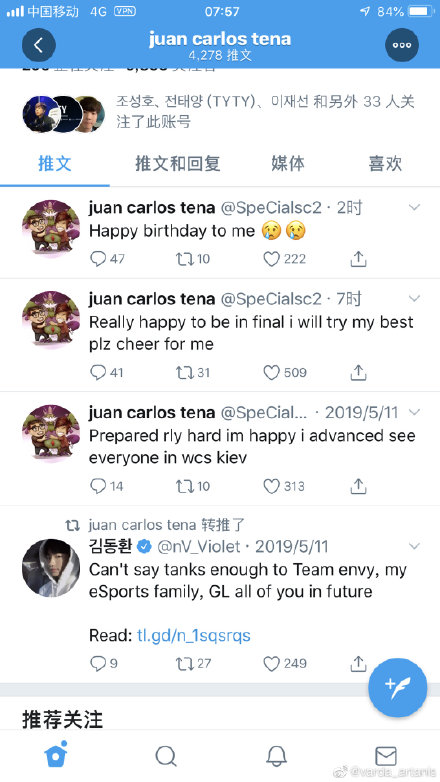 中国移动 4G VPN 07:57 84%
juan carlos tena
4,278 推文
正在关注
조성호、전태양 (TYTY)、이재선 和另外 33 人关
注了此账号
推文 推文和回复 媒体 喜欢
juan carlos tena @SpeCialsc2 · 2时
Happy birthday to me 😢😢
47 10 222
juan carlos tena @SpeCialsc2 · 7时
Really happy to be in final i will try my best
plz cheer for me
41 31 509
juan carlos tena @SpeCial... · 2019/5/11
Prepared rly hard im happy i advanced see
everyone in wcs kiev
14 10 313
juan carlos tena 转推了
김동환 @nV_Violet · 2019/5/11
Can't say tanks enough to Team envy, my
eSports family, GL all of you in future
Read: tl.gd/n_1sqsrqs
9 27 249
推荐关注
@varda_artanis